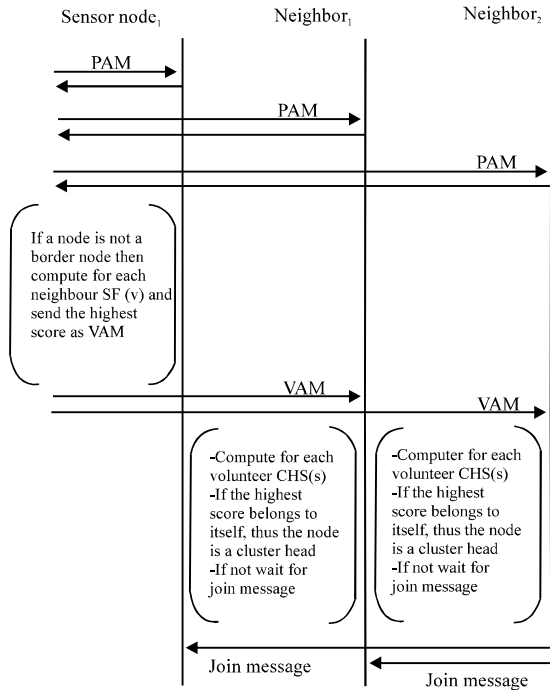 Sensor node₁ Neighbor₁ Neighbor₂
PAM
PAM
PAM
If a node is not a
border node then
compute for each
neighbour SF (v) and
send the highest
score as VAM
VAM
VAM
-Compute for each
volunteer CHS(s)
-If the highest
score belongs to
itself, thus the node
is a cluster head
-If not wait for
join message
-Computer for each
volunteer CHS(s)
-If the highest
score belongs to
itself, thus the node
is a cluster head
-If not wait for
join message
Join message
Join message